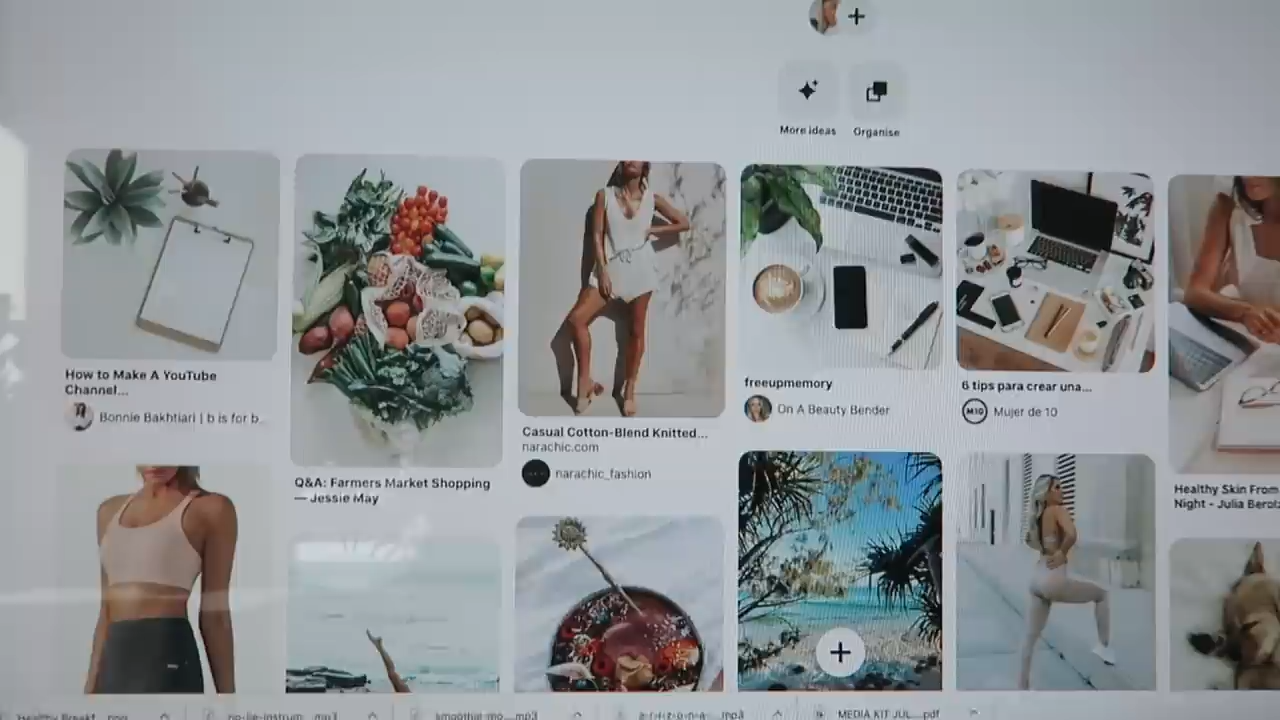 More ideas
Organise
How to Make A YouTube
Channel...
Bonnie Bakhtiari | b is for b...
Q&A: Farmers Market Shopping
— Jessie May
Casual Cotton-Blend Knitted...
narachic.com
narachic_fashion
freeupmemory
On A Beauty Bender
6 tips para crear una...
M10
Mujer de 10
Healthy Skin From
Night - Julia
MEDIA KIT JUL....pdf